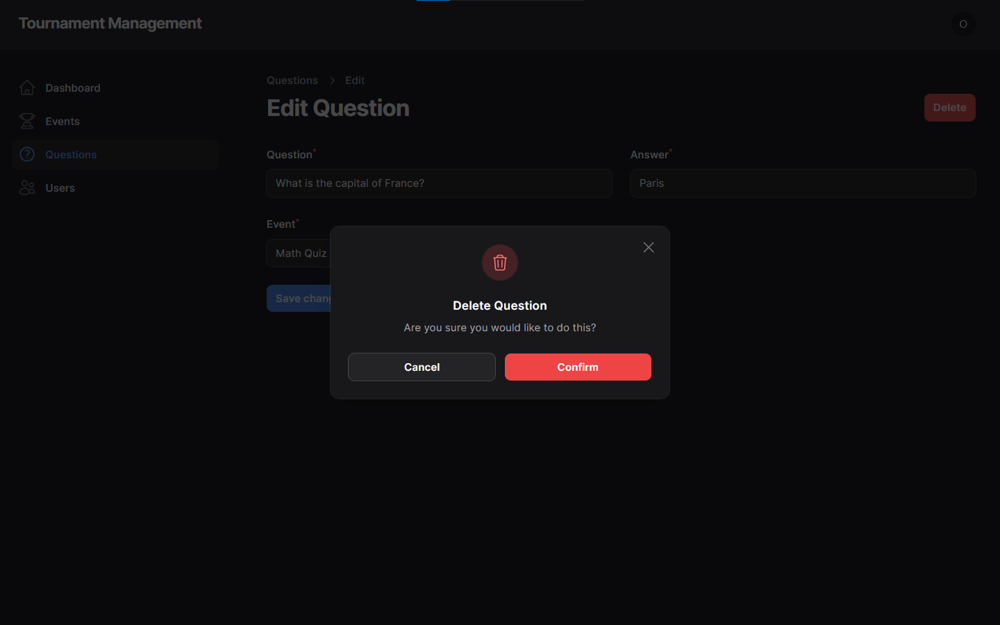 Tournament Management
O
Dashboard
Events
Questions
Users
Questions > Edit
Edit Question
Delete
Question*
What is the capital of France?
Answer*
Paris
Event*
Math Quiz
Save chang
Delete Question
Are you sure you would like to do this?
Cancel
Confirm